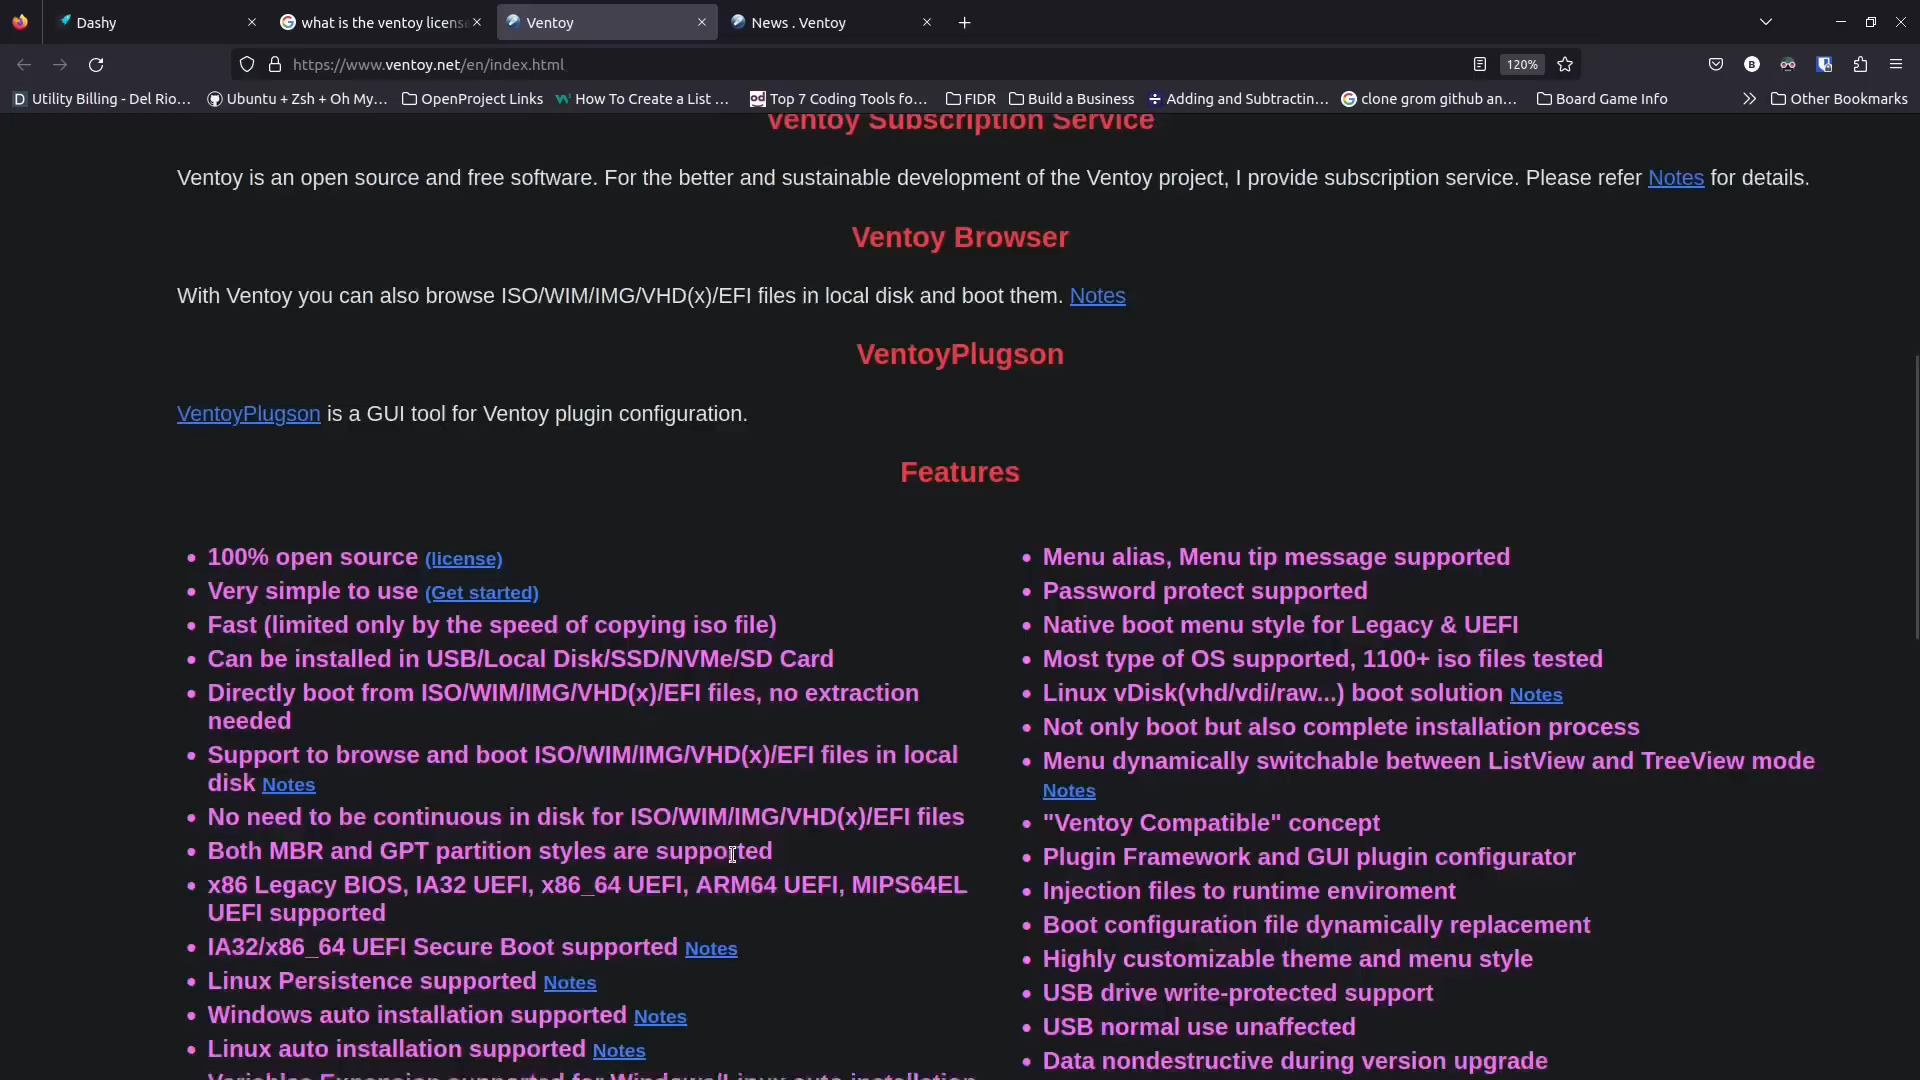 Dashy
what is the ventoy licens
Ventoy
News . Ventoy
https://www.ventoy.net/en/index.html
120%
Utility Billing - Del Rio...
Ubuntu + Zsh + Oh My...
OpenProject Links
How To Create a List ...
Top 7 Coding Tools fo...
FIDR
Build a Business
Adding and Subtractin...
clone grom github an...
Board Game Info
Other Bookmarks
Ventoy Subscription Service
Ventoy is an open source and free software. For the better and sustainable development of the Ventoy project, I provide subscription service. Please refer Notes for details.
Ventoy Browser
With Ventoy you can also browse ISO/WIM/IMG/VHD(x)/EFI files in local disk and boot them. Notes
VentoyPlugson
VentoyPlugson is a GUI tool for Ventoy plugin configuration.
Features
100% open source (license)
Very simple to use (Get started)
Fast (limited only by the speed of copying iso file)
Can be installed in USB/Local Disk/SSD/NVMe/SD Card
Directly boot from ISO/WIM/IMG/VHD(x)/EFI files, no extraction
needed
Support to browse and boot ISO/WIM/IMG/VHD(x)/EFI files in local
disk Notes
No need to be continuous in disk for ISO/WIM/IMG/VHD(x)/EFI files
Both MBR and GPT partition styles are supported
x86 Legacy BIOS, IA32 UEFI, x86_64 UEFI, ARM64 UEFI, MIPS64EL
UEFI supported
IA32/x86_64 UEFI Secure Boot supported Notes
Linux Persistence supported Notes
Windows auto installation supported Notes
Linux auto installation supported Notes
Variables Expansion supported for Windows/Linux auto installation
Menu alias, Menu tip message supported
Password protect supported
Native boot menu style for Legacy & UEFI
Most type of OS supported, 1100+ iso files tested
Linux vDisk(vhd/vdi/raw...) boot solution Notes
Not only boot but also complete installation process
Menu dynamically switchable between ListView and TreeView mode
Notes
"Ventoy Compatible" concept
Plugin Framework and GUI plugin configurator
Injection files to runtime enviroment
Boot configuration file dynamically replacement
Highly customizable theme and menu style
USB drive write-protected support
USB normal use unaffected
Data nondestructive during version upgrade